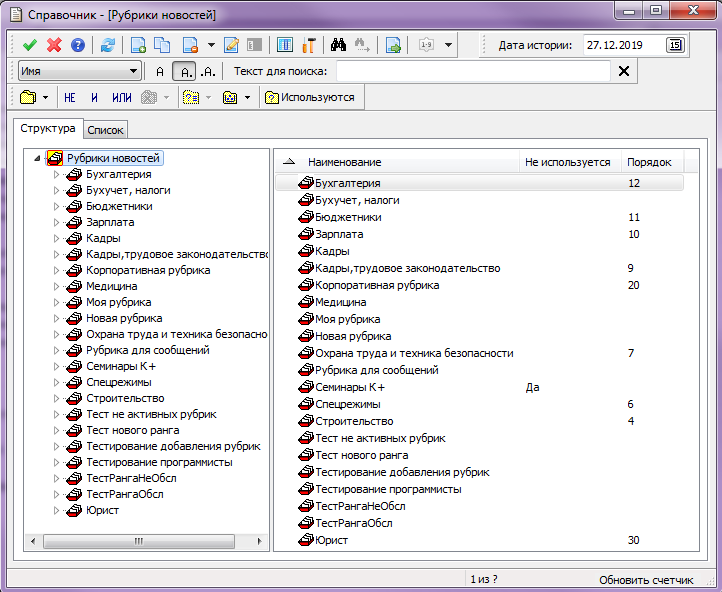 Справочник - [Рубрики новостей]
1-9 Дата истории: 27.12.2019 15
Имя А А. .А. Текст для поиска:
НЕ И ИЛИ Используются
Структура Список
Рубрики новостей
Бухгалтерия
Бухучет, налоги
Бюджетники
Зарплата
Кадры
Кадры,трудовое законодательство
Корпоративная рубрика
Медицина
Моя рубрика
Новая рубрика
Охрана труда и техника безопасно
Рубрика для сообщений
Семинары К+
Спецрежимы
Строительство
Тест не активных рубрик
Тест нового ранга
Тестирование добавления рубрик
Тестирование программисты
ТестРангаНеОбсл
ТестРангаОбсл
Юрист
Наименование Не используется Порядок
Бухгалтерия 12
Бухучет, налоги
Бюджетники 11
Зарплата 10
Кадры
Кадры,трудовое законодательство 9
Корпоративная рубрика 20
Медицина
Моя рубрика
Новая рубрика
Охрана труда и техника безопасности 7
Рубрика для сообщений
Семинары К+ Да
Спецрежимы 6
Строительство 4
Тест не активных рубрик
Тест нового ранга
Тестирование добавления рубрик
Тестирование программисты
ТестРангаНеОбсл
ТестРангаОбсл
Юрист 30
1 из ? Обновить счетчик